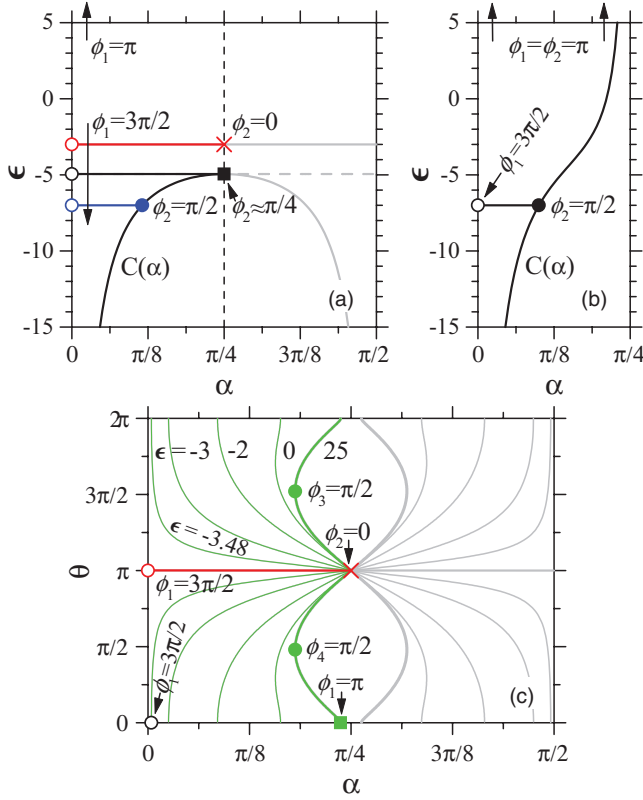 5
0
-5
-10
-15
ϵ
ϕ₁=π
ϕ₁=3π/2
ϕ₂=0
ϕ₂=π/2
ϕ₂≈π/4
C(α)
(a)
0
π/8
π/4
3π/8
π/2
α
5
0
-5
-10
-15
ϵ
ϕ₁=ϕ₂=π
ϕ₁=3π/2
ϕ₂=π/2
C(α)
(b)
0
π/8
π/4
α
2π
3π/2
π
π/2
0
θ
ϵ = -3 -2 0 25
ϕ₃=π/2
ϵ = -3.48
ϕ₂=0
ϕ₁=3π/2
ϕ₄=π/2
ϕ₁=3π/2
ϕ₁=π
(c)
0
π/8
π/4
3π/8
π/2
α